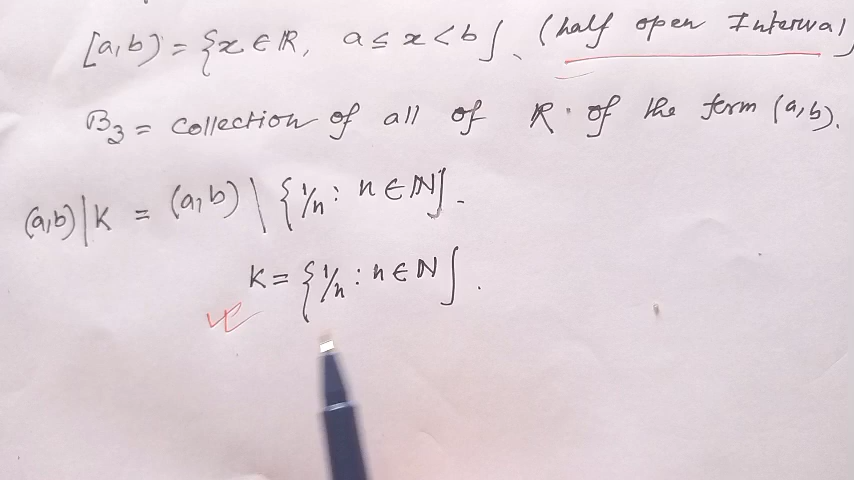 [a,b) = {x ∈ ℝ, a ≤ x < b}. (half open Interval)
B₃ = collection of all of ℝ. of the form (a,b).
(a,b)|K = (a,b) \ {1/n : n ∈ ℕ}.
K = {1/n : n ∈ ℕ}.